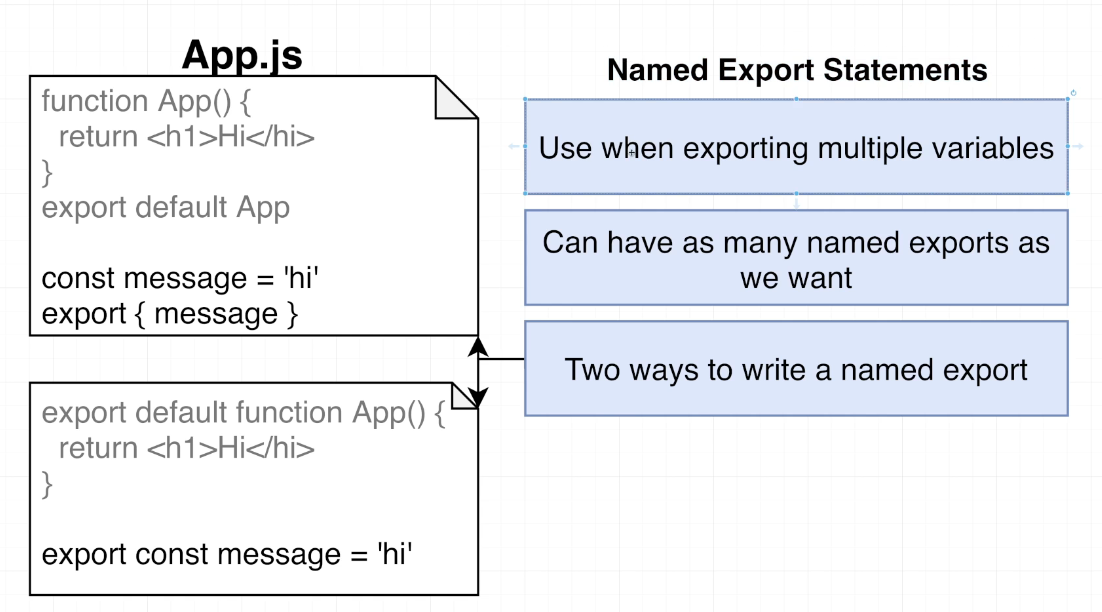 App.js
function App() {
return <h1>Hi</hi>
}
export default App
const message = 'hi'
export { message }
export default function App() {
return <h1>Hi</hi>
}
export const message = 'hi'
Named Export Statements
Use when exporting multiple variables
Can have as many named exports as
we want
Two ways to write a named export